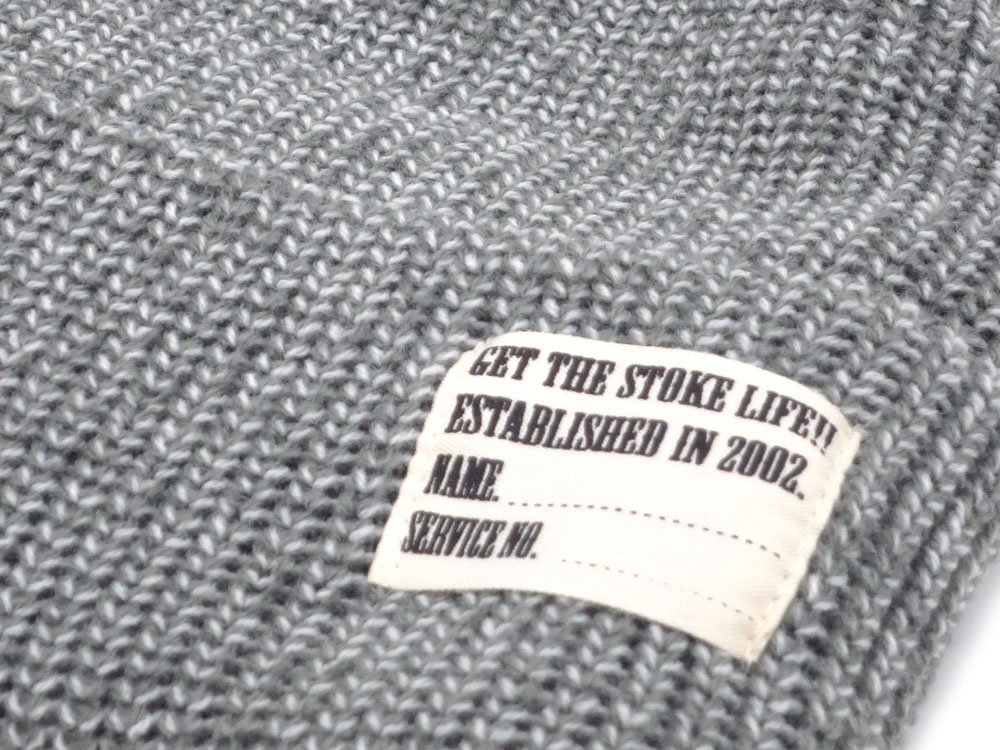 GET THE STOKE LIFE!!
ESTABLISHED IN 2002.
NAME.
SERVICE NO.